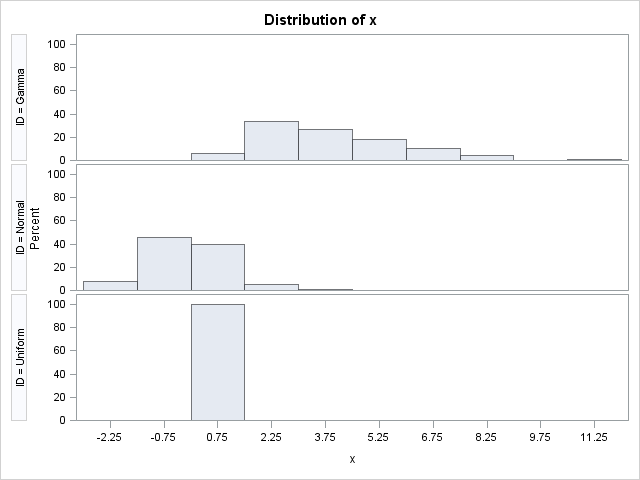 Distribution of x
ID = Gamma
100
80
60
40
20
0
ID = Normal
Percent
100
80
60
40
20
0
ID = Uniform
100
80
60
40
20
0
-2.25 -0.75 0.75 2.25 3.75 5.25 6.75 8.25 9.75 11.25
x